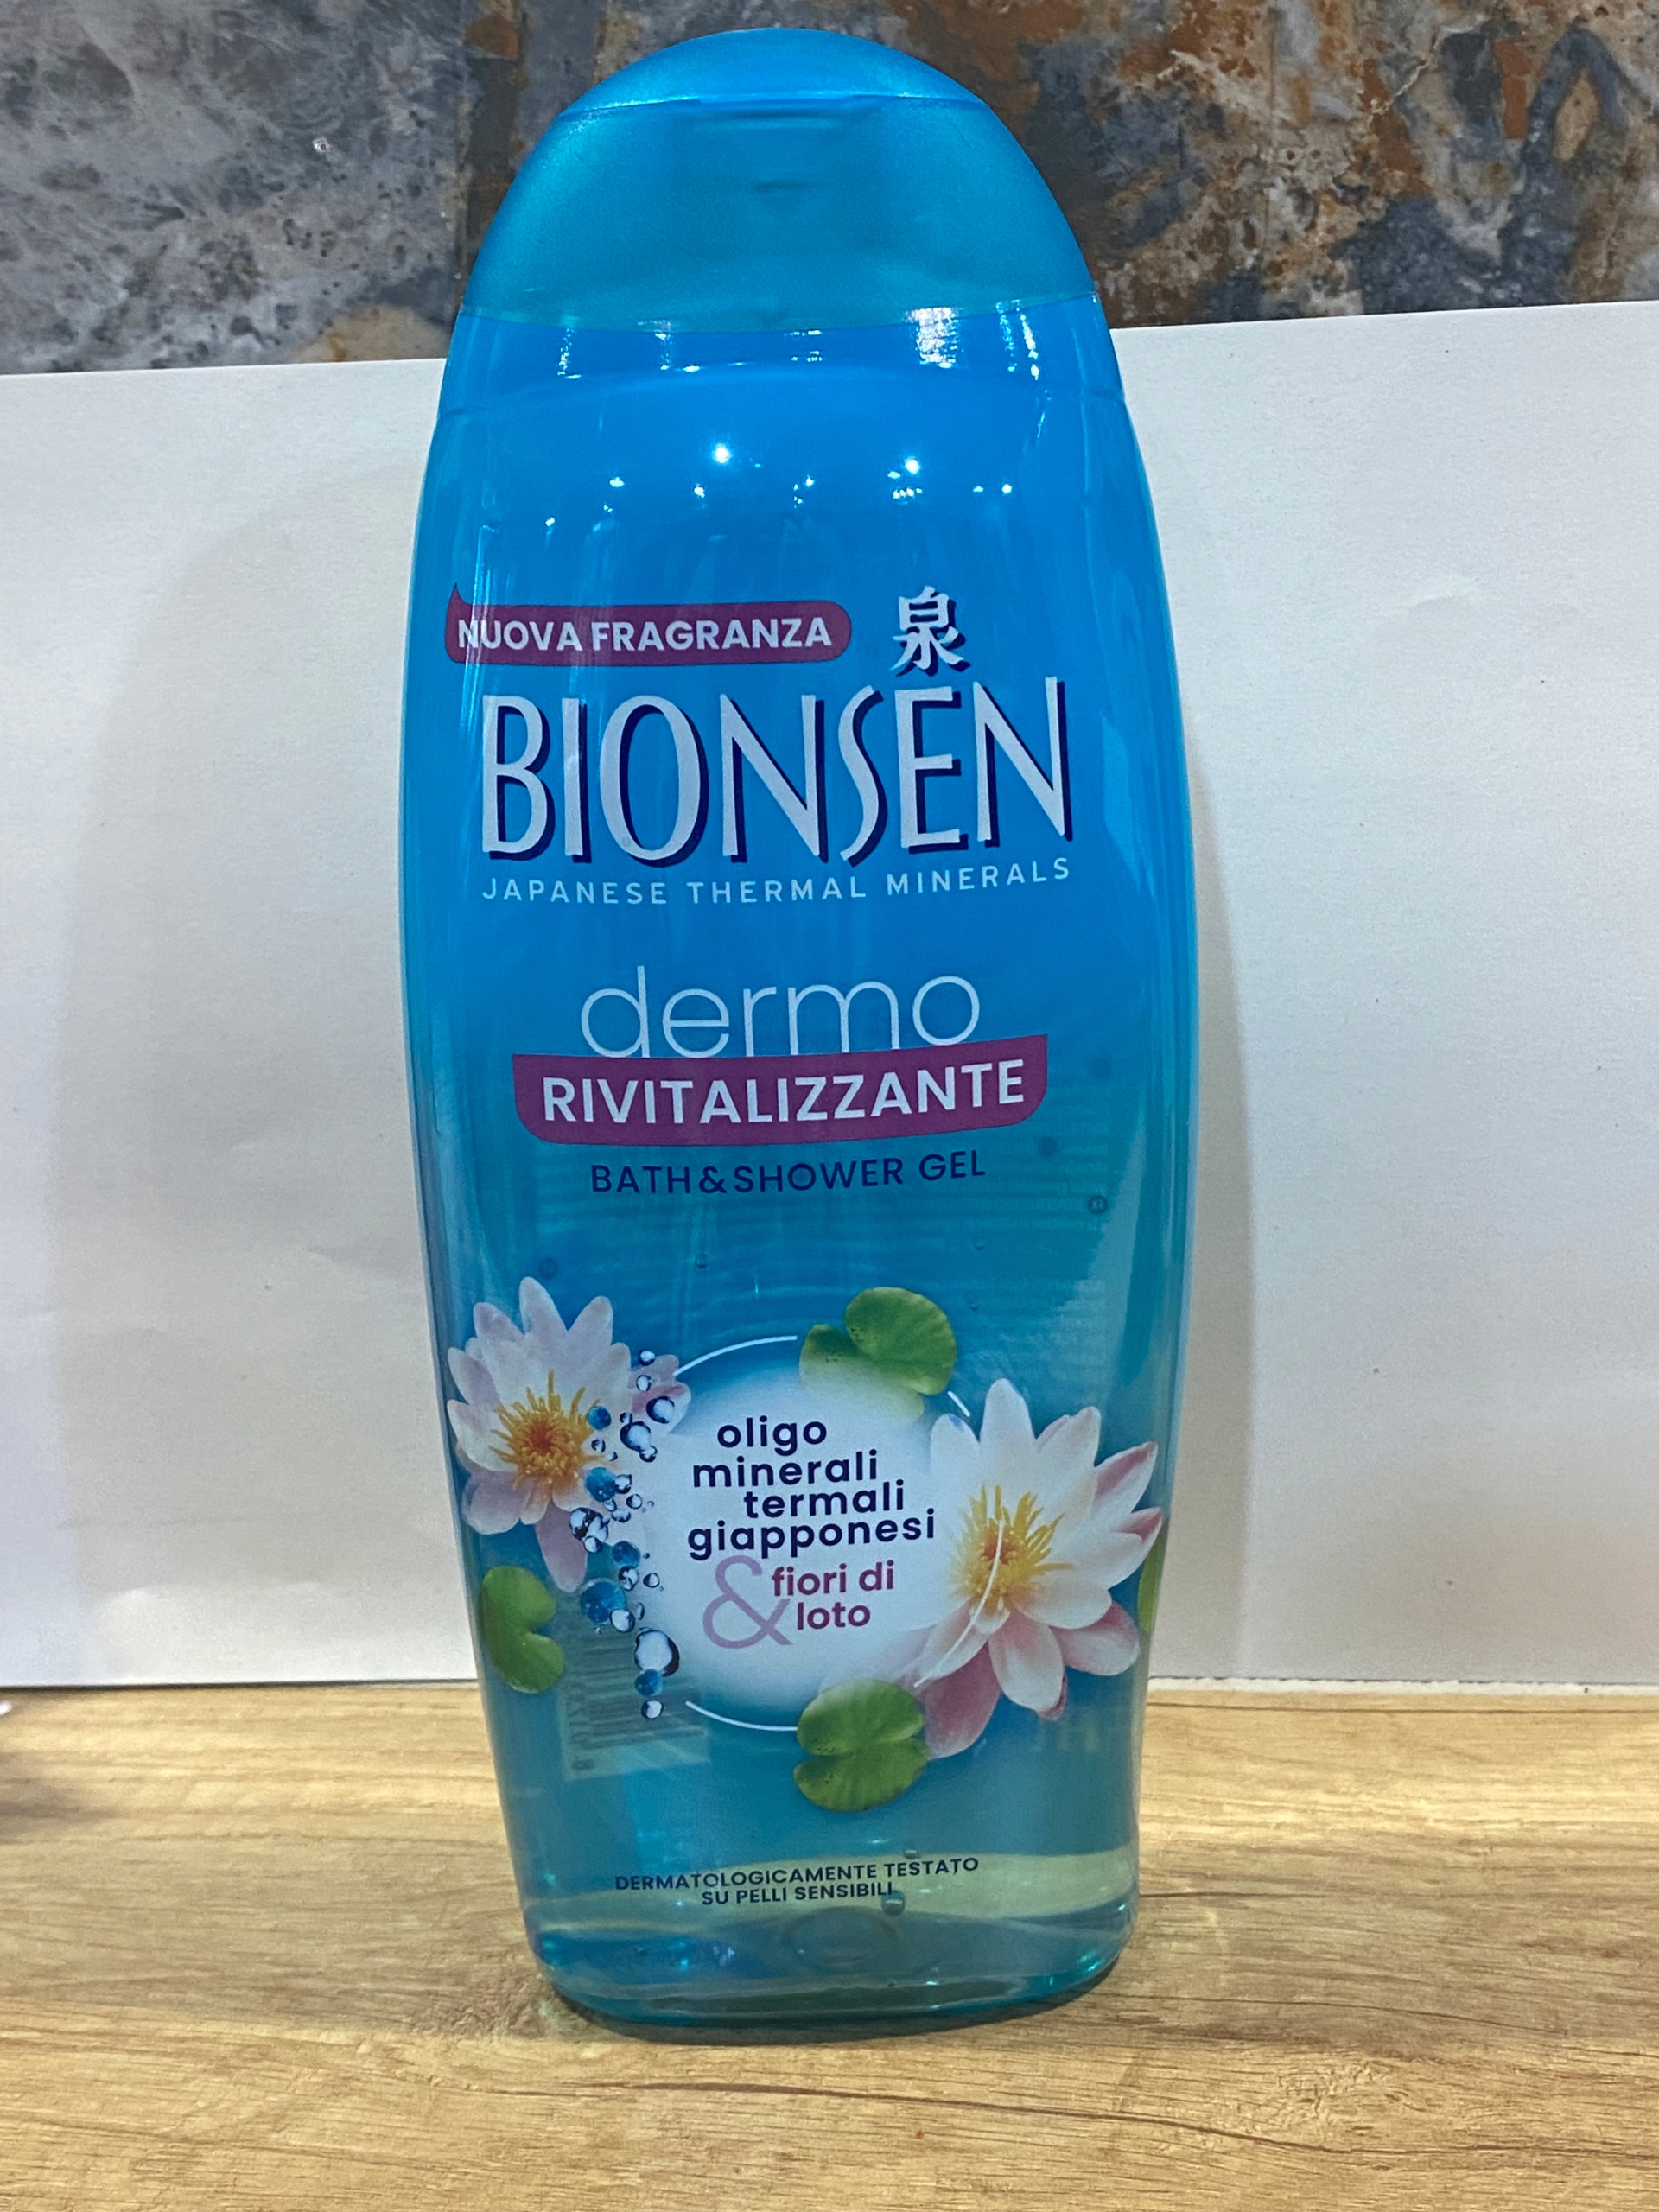 NUOVA FRAGRANZA
泉
BIONSEN
JAPANESE THERMAL MINERALS
dermo
RIVITALIZZANTE
BATH & SHOWER GEL
oligo
minerali
termali
giapponesi
& fiori di
loto
DERMATOLOGICAMENTE TESTATO
SU PELLI SENSIBILI